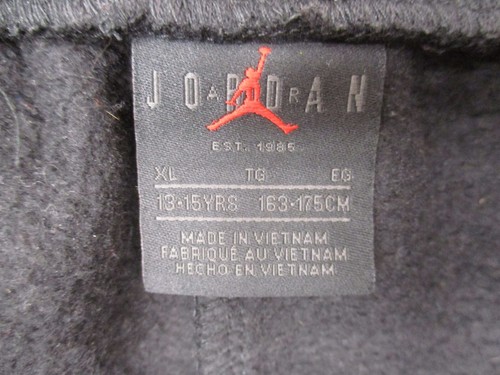 JORDAN
AIR
EST. 1985
XL TG EG
13-15YRS 163-175CM
MADE IN VIETNAM
FABRIQUÉ AU VIETNAM
HECHO EN VIETNAM